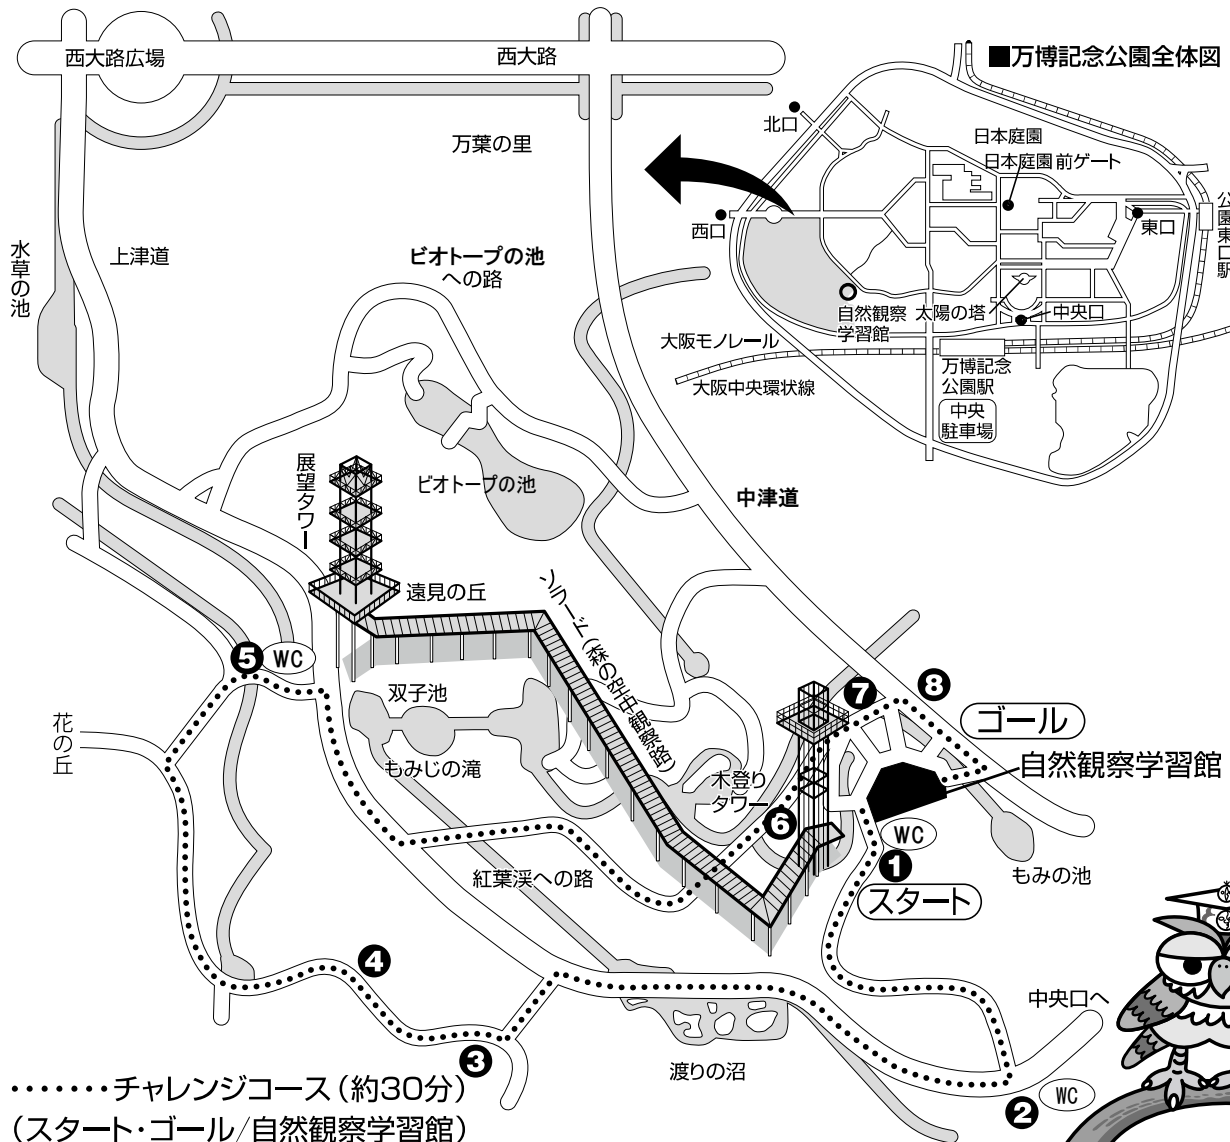 西大路広場
西大路
■万博記念公園全体図
北口
日本庭園
日本庭園前ゲート
万葉の里
西口
東口
公園東口駅
水草の池
上津道
ビオトープの池
への路
自然観察
学習館
太陽の塔
中央口
大阪モノレール
万博記念
公園駅
大阪中央環状線
中央
駐車場
展望タワー
ビオトープの池
中津道
遠見の丘
ソラード(森の空中観察路)
5
WC
双子池
7
8
ゴール
花の丘
もみじの滝
木登り
タワー
自然観察学習館
6
WC
1
スタート
もみの池
紅葉渓への路
4
中央口へ
3
渡りの沼
2
WC
‥‥‥‥チャレンジコース(約30分)
(スタート・ゴール/自然観察学習館)